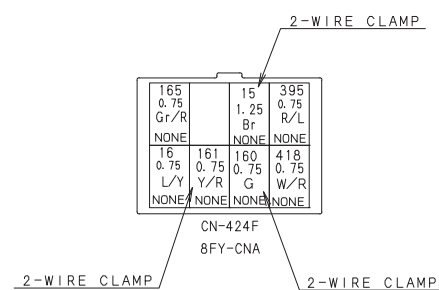 2-WIRE CLAMP
165 15 395
0.75 1.25 0.75
Gr/R Br R/L
NONE NONE NONE
16 161 160 418
0.75 0.75 0.75 0.75
L/Y Y/R G W/R
NONE NONE NONE NONE
CN-424F
8FY-CNA
2-WIRE CLAMP 2-WIRE CLAMP